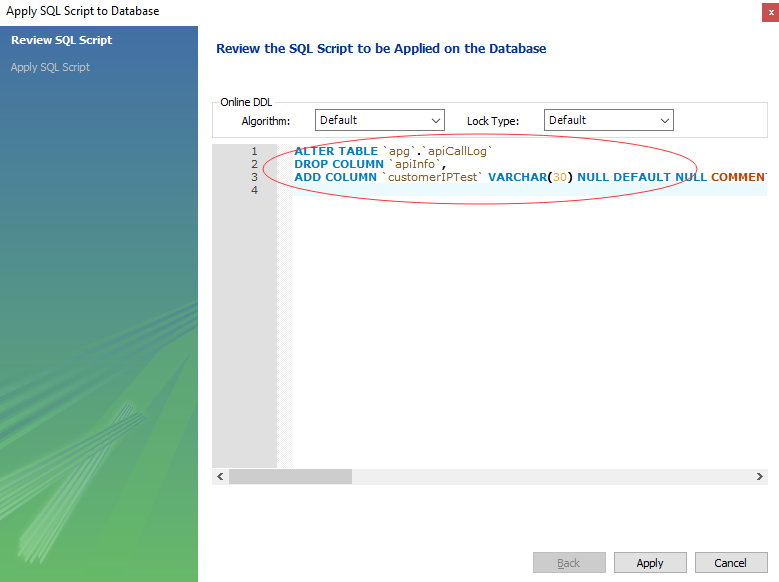 Apply SQL Script to Database
x
Review SQL Script
Apply SQL Script
Review the SQL Script to be Applied on the Database
Online DDL
Algorithm: Default Lock Type: Default
1 ALTER TABLE `apg`.`apiCallLog`
2 DROP COLUMN `apiInfo`,
3 ADD COLUMN `customerIPTest` VARCHAR(30) NULL DEFAULT NULL COMMENT
4
Back Apply Cancel